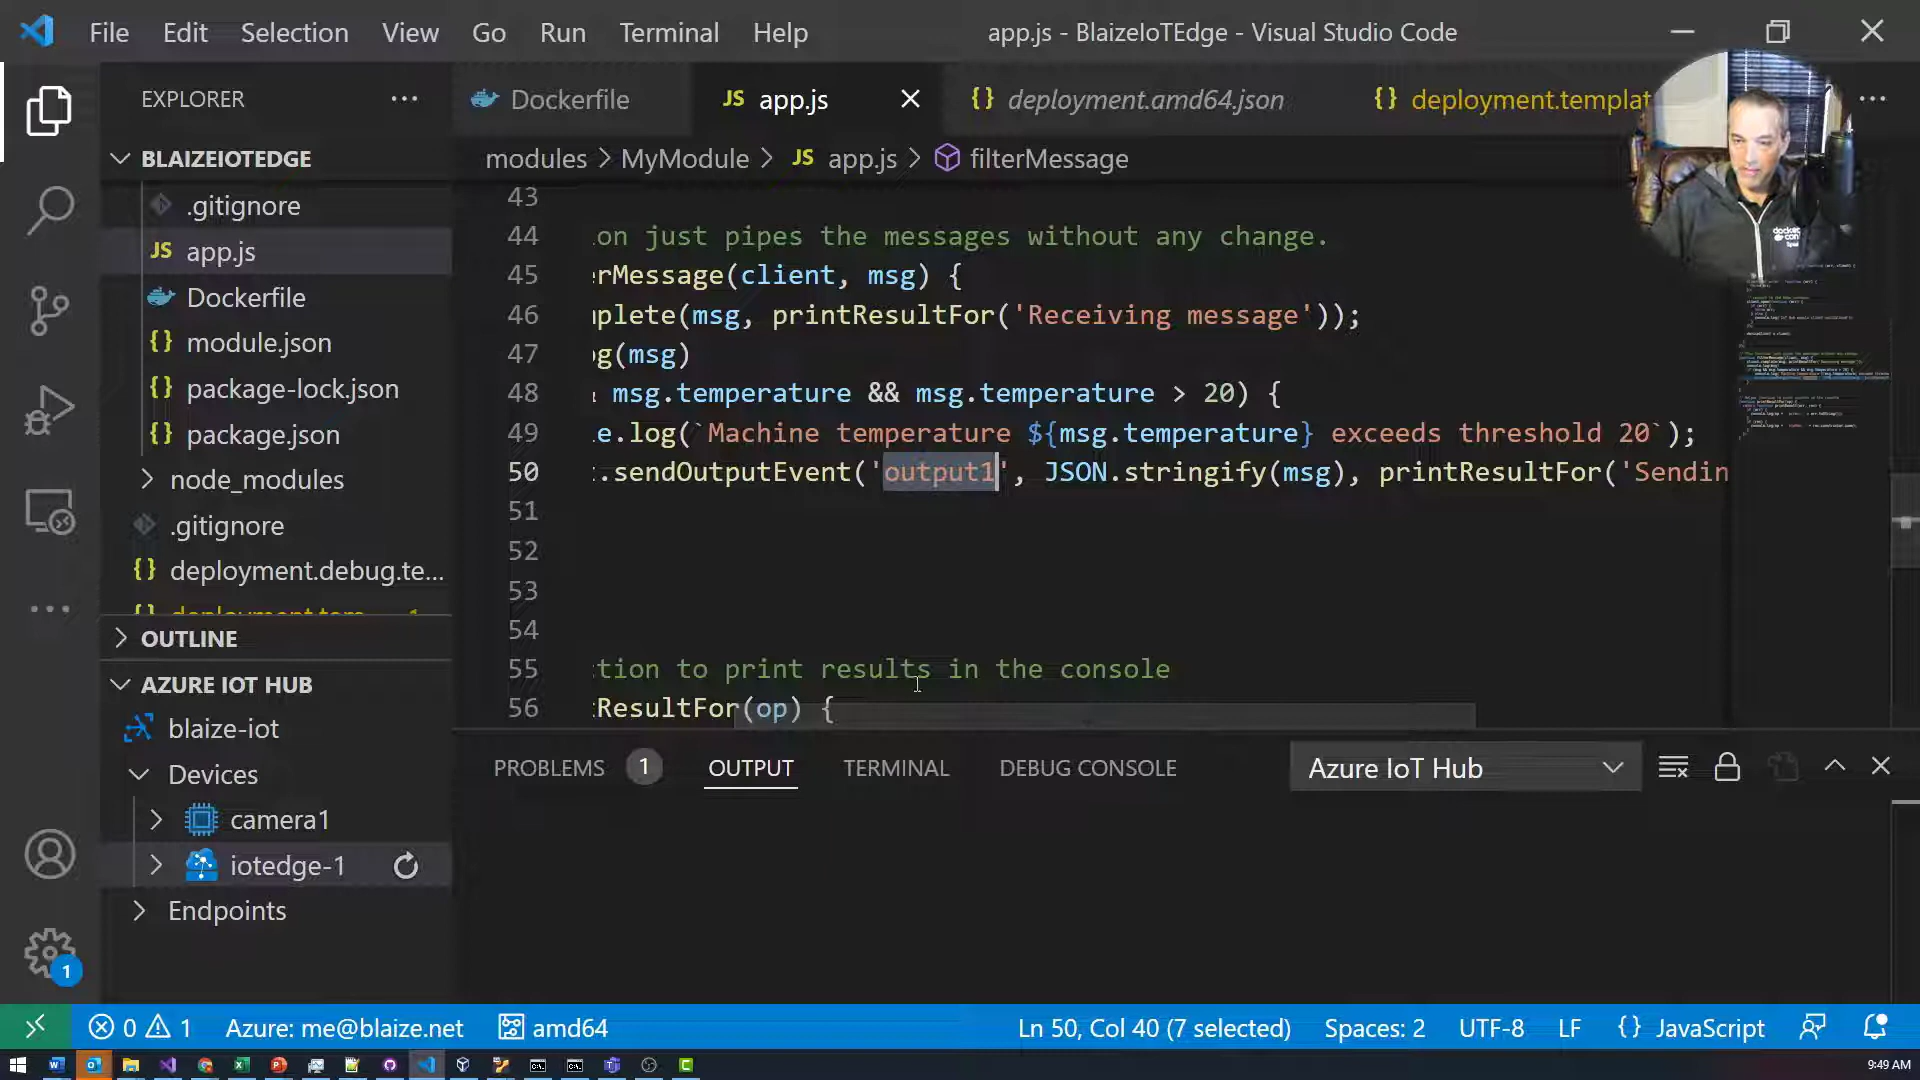 File Edit Selection View Go Run Terminal Help
app.js - BlaizeIoTEdge - Visual Studio Code
EXPLORER
Dockerfile
JS app.js
{} deployment.amd64.json
{} deployment.templat
BLAIZEIOTEDGE
modules > MyModule > JS app.js > filterMessage
.gitignore
JS app.js
Dockerfile
{} module.json
{} package-lock.json
{} package.json
node_modules
.gitignore
{} deployment.debug.te...
OUTLINE
AZURE IOT HUB
blaize-iot
Devices
camera1
iotedge-1
Endpoints
43
44 on just pipes the messages without any change.
45 erMessage(client, msg) {
46 plete(msg, printResultFor('Receiving message'));
47 g(msg)
48 msg.temperature && msg.temperature > 20) {
49 e.log(`Machine temperature ${msg.temperature} exceeds threshold 20`);
50 .sendOutputEvent('output1', JSON.stringify(msg), printResultFor('Sendin
51
52
53
54
55 tion to print results in the console
56 ResultFor(op) {
PROBLEMS 1 OUTPUT TERMINAL DEBUG CONSOLE
Azure IoT Hub
1
0 1 Azure: me@blaize.net amd64
Ln 50, Col 40 (7 selected) Spaces: 2 UTF-8 LF {} JavaScript
9:49 AM